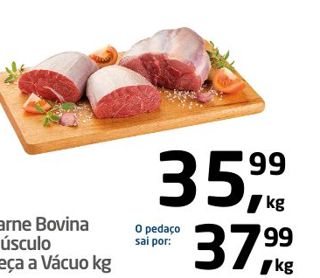 35,99 kg
arne Bovina
úsculo
eça a Vácuo kg
O pedaço
sai por:
37,99 kg